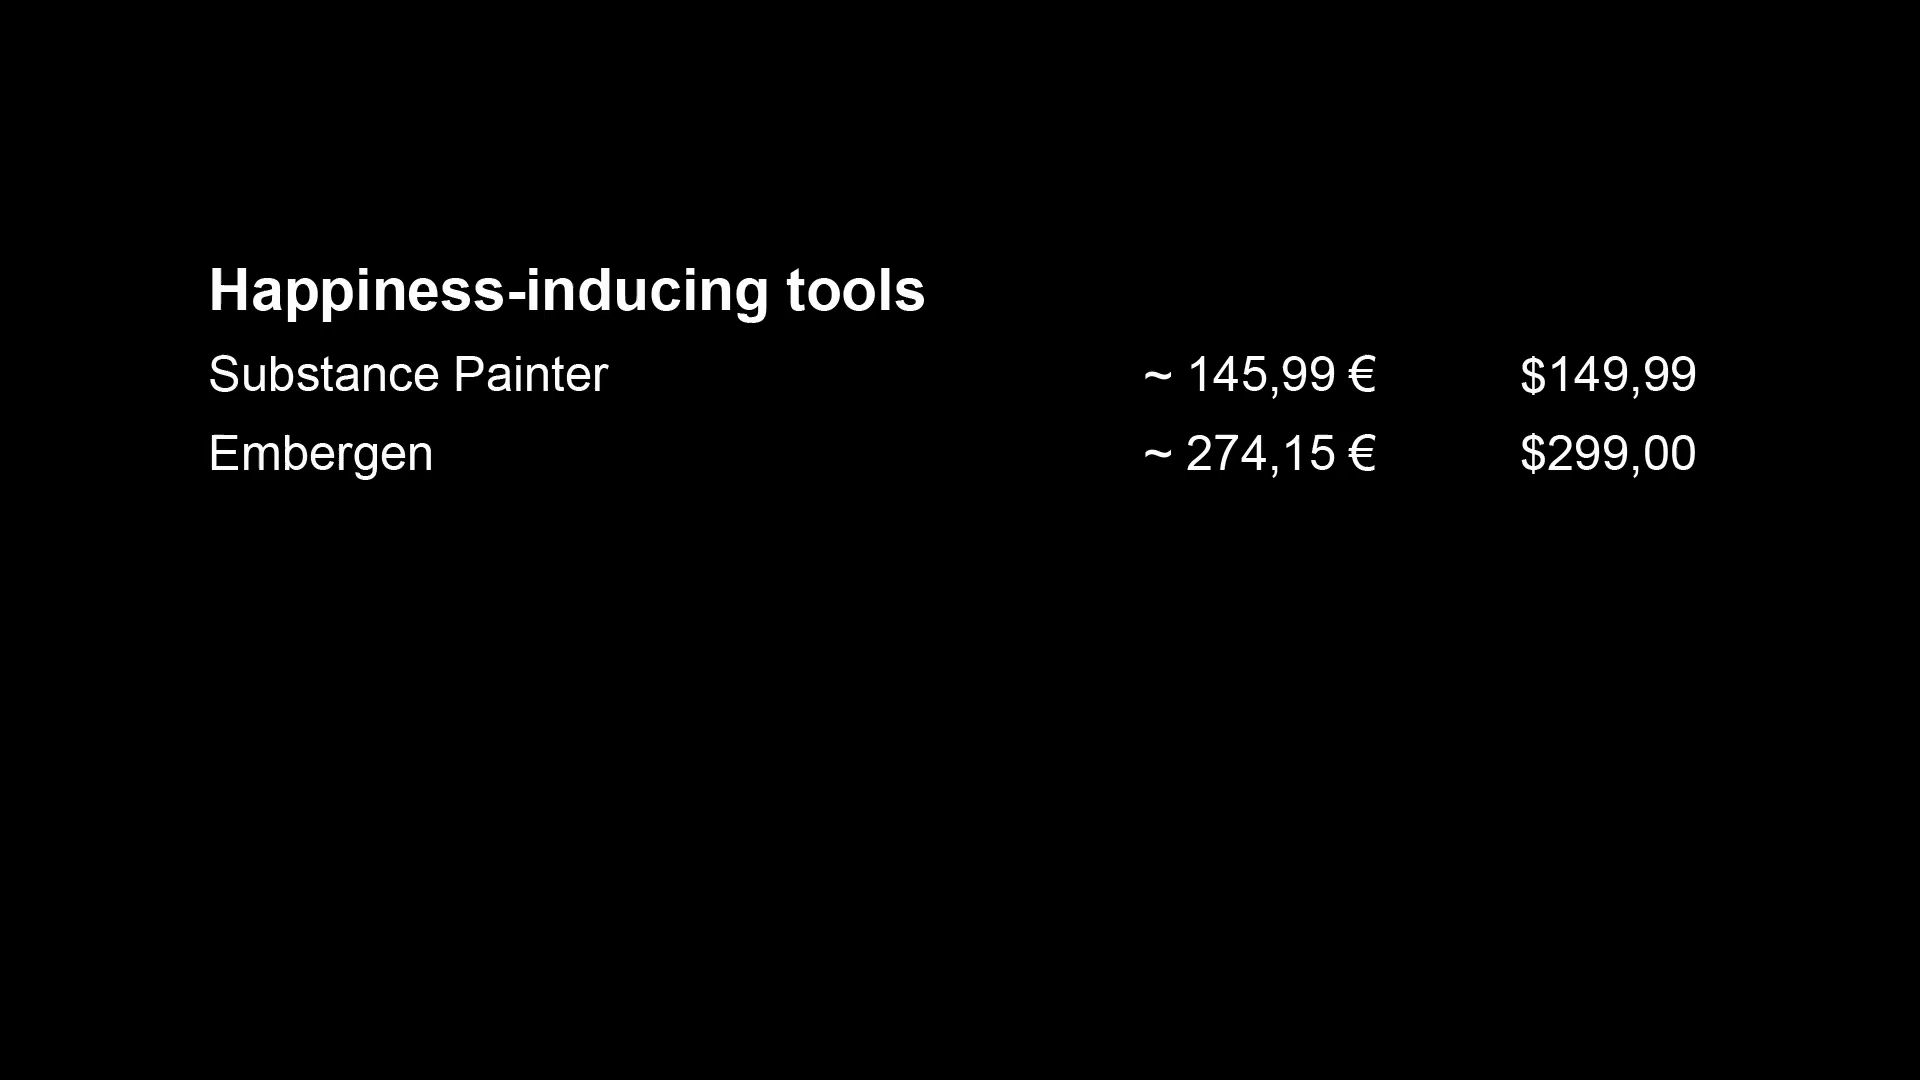 Happiness-inducing tools
Substance Painter ~ 145,99 € $149,99
Embergen ~ 274,15 € $299,00